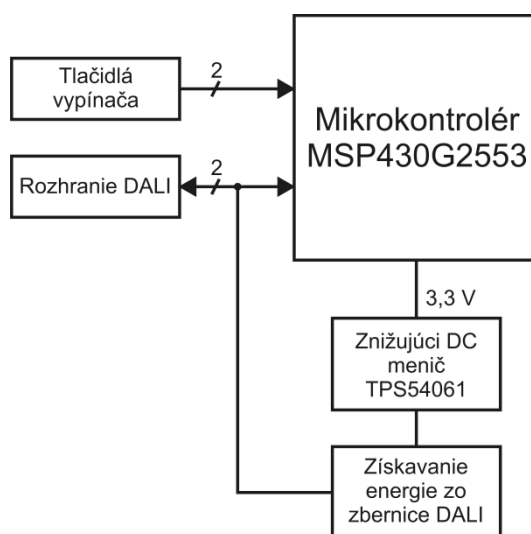 Tlačidlá
vypínača
2
Mikrokontrolér
MSP430G2553
Rozhranie DALI
2
3,3 V
Znižujúci DC
menič
TPS54061
Získavanie
energie zo
zbernice DALI